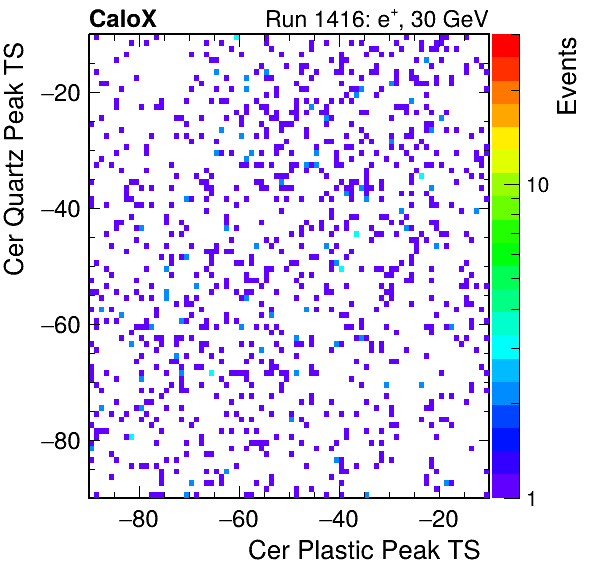 CaloX Run 1416: e⁺, 30 GeV
Events
Cer Quartz Peak TS
−20
−40
−60
−80
10
1
−80 −60 −40 −20
Cer Plastic Peak TS